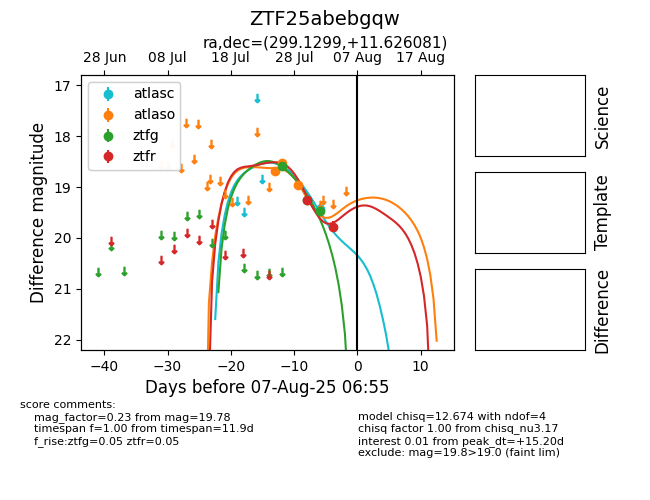 ZTF25abebgqw
ra,dec=(299.1299,+11.626081)
28 Jun 08 Jul 18 Jul 28 Jul 07 Aug 17 Aug
atlasc
atlaso
ztfg
ztfr
17
18
19
20
21
22
Difference magnitude
−40 −30 −20 −10 0 10
Days before 07-Aug-25 06:55
Science
Template
Difference
score comments:
mag_factor=0.23 from mag=19.78
timespan f=1.00 from timespan=11.9d
f_rise:ztfg=0.05 ztfr=0.05
model chisq=12.674 with ndof=4
chisq factor 1.00 from chisq_nu3.17
interest 0.01 from peak_dt=+15.20d
exclude: mag=19.8>19.0 (faint lim)